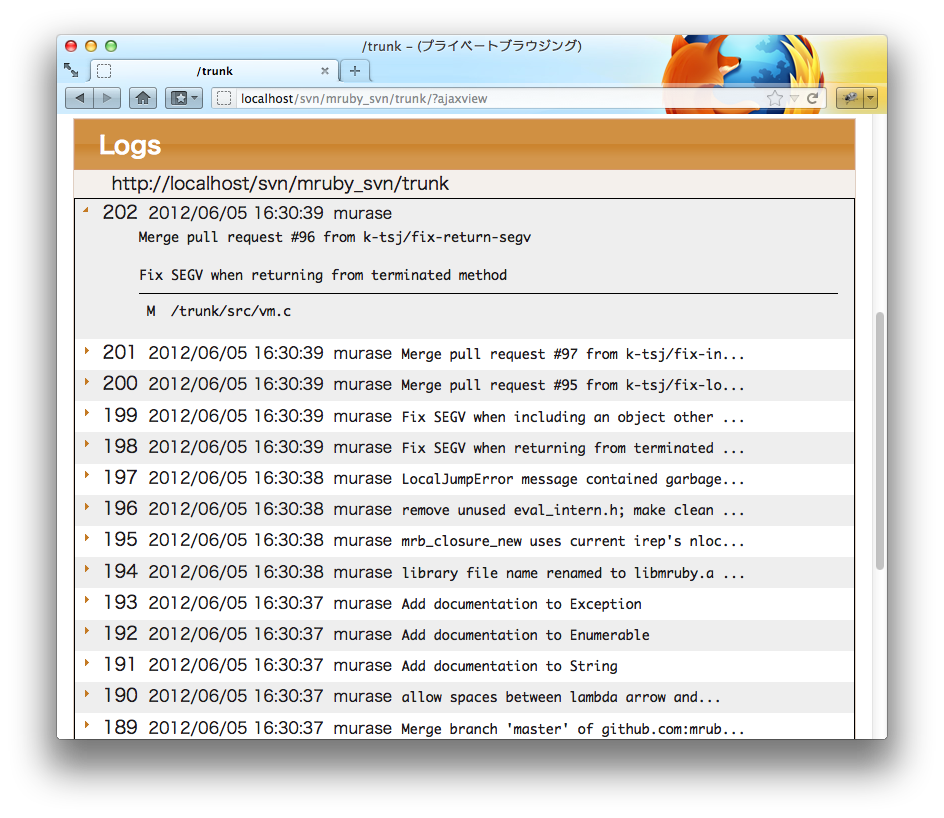 /trunk – (プライベートブラウジング)
/trunk
localhost/svn/mruby_svn/trunk/?ajaxview
Logs
http://localhost/svn/mruby_svn/trunk
202 2012/06/05 16:30:39 murase
Merge pull request #96 from k-tsj/fix-return-segv
Fix SEGV when returning from terminated method
M /trunk/src/vm.c
201 2012/06/05 16:30:39 murase Merge pull request #97 from k-tsj/fix-in...
200 2012/06/05 16:30:39 murase Merge pull request #95 from k-tsj/fix-lo...
199 2012/06/05 16:30:39 murase Fix SEGV when including an object other ...
198 2012/06/05 16:30:39 murase Fix SEGV when returning from terminated ...
197 2012/06/05 16:30:38 murase LocalJumpError message contained garbage...
196 2012/06/05 16:30:38 murase remove unused eval_intern.h; make clean ...
195 2012/06/05 16:30:38 murase mrb_closure_new uses current irep's nloc...
194 2012/06/05 16:30:38 murase library file name renamed to libmruby.a ...
193 2012/06/05 16:30:37 murase Add documentation to Exception
192 2012/06/05 16:30:37 murase Add documentation to Enumerable
191 2012/06/05 16:30:37 murase Add documentation to String
190 2012/06/05 16:30:37 murase allow spaces between lambda arrow and...
189 2012/06/05 16:30:37 murase Merge branch 'master' of github.com:mrub...